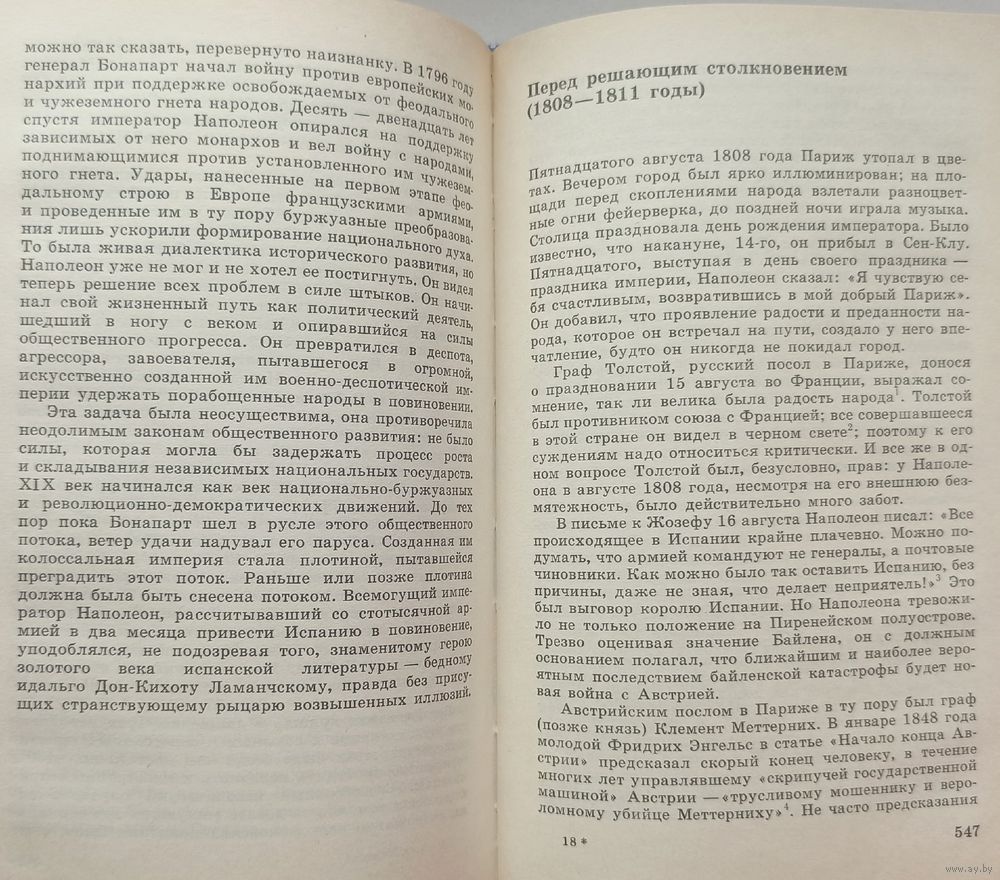 можно так сказать, перевернуто наизнанку. В 1796 году
генерал Бонапарт начал войну против европейских мо-
нархий при поддержке освобождаемых от феодального
и чужеземного гнета народов. Десять — двенадцать лет
спустя император Наполеон опирался на поддержку
зависимых от него монархов и вел войну с народами,
поднимающимися против установленного им чужезем-
ного гнета. Удары, нанесенные на первом этапе фео-
дальному строю в Европе французскими армиями,
и проведенные им в ту пору буржуазные преобразова-
ния лишь ускорили формирование национального духа.
То была живая диалектика исторического развития, но
Наполеон уже не мог и не хотел ее постигнуть. Он видел
теперь решение всех проблем в силе штыков. Он начи-
нал свой жизненный путь как политический деятель,
шедший в ногу с веком и опиравшийся на силы
общественного прогресса. Он превратился в деспота,
агрессора, завоевателя, пытавшегося в огромной,
искусственно созданной им военно-деспотической им-
перии удержать порабощенные народы в повиновении.
Эта задача была неосуществима, она противоречила
неодолимым законам общественного развития: не было
силы, которая могла бы задержать процесс роста
и складывания независимых национальных государств.
XIX век начинался как век национально-буржуазных
и революционно-демократических движений. До тех
пор пока Бонапарт шел в русле этого общественного
потока, ветер удачи надувал его паруса. Созданная им
колоссальная империя стала плотиной, пытавшейся
преградить этот поток. Раньше или позже плотина
должна была быть снесена потоком. Всемогущий импе-
ратор Наполеон, рассчитывавший со стотысячной ар-
мией в два месяца привести Испанию в повиновение,
уподоблялся, не подозревая того, знаменитому герою
золотого века испанской литературы — бедному
идальго Дон-Кихоту Ламанчскому, правда без прису-
щих странствующему рыцарю возвышенных иллюзий.
Перед решающим столкновением
(1808—1811 годы)
Пятнадцатого августа 1808 года Париж утопал в цве-
тах. Вечером город был ярко иллюминирован; на пло-
щади перед скоплениями народа взлетали разноцвет-
ные огни фейерверка, до поздней ночи играла музыка.
Столица праздновала день рождения императора. Было
известно, что накануне, 14-го, он прибыл в Сен-Клу.
Пятнадцатого, выступая в день своего праздника —
праздника империи, Наполеон сказал: «Я чувствую се-
бя счастливым, возвратившись в мой добрый Париж».
Он добавил, что проявление радости и преданности на-
рода, которое он встречал на пути, создало у него впе-
чатление, будто он никогда не покидал город.
Граф Толстой, русский посол в Париже, донося
о праздновании 15 августа во Франции, выражал со-
мнение, так ли велика была радость народа¹. Толстой
был противником союза с Францией; все совершавшееся
в этой стране он видел в черном свете²; поэтому к его
суждениям надо относиться критически. И все же в од-
ном вопросе Толстой был, безусловно, прав: у Наполе-
она в августе 1808 года, несмотря на его внешнюю без-
мятежность, было действительно много забот.
В письме к Жозефу 16 августа Наполеон писал: «Все
происходящее в Испании крайне плачевно. Можно по-
думать, что армией командуют не генералы, а почтовые
чиновники. Как можно было так оставить Испанию, без
причины, даже не зная, что делает неприятель!»³ Это
был выговор королю Испании. Но Наполеона тревожи-
ло не только положение на Пиренейском полуострове.
Трезво оценивая значение Байлена, он с должным
основанием полагал, что ближайшим и наиболее веро-
ятным последствием байленской катастрофы будет но-
вая война с Австрией.
Австрийским послом в Париже в ту пору был граф
(позже князь) Клемент Меттерних. В январе 1848 года
молодой Фридрих Энгельс в статье «Начало конца Ав-
стрии» предсказал скорый конец человеку, в течение
многих лет управлявшему «скрипучей государственной
машиной» Австрии —«трусливому мошеннику и веро-
ломному убийце Меттерниху»⁴. Не часто предсказания
18*
547
www.ay.by